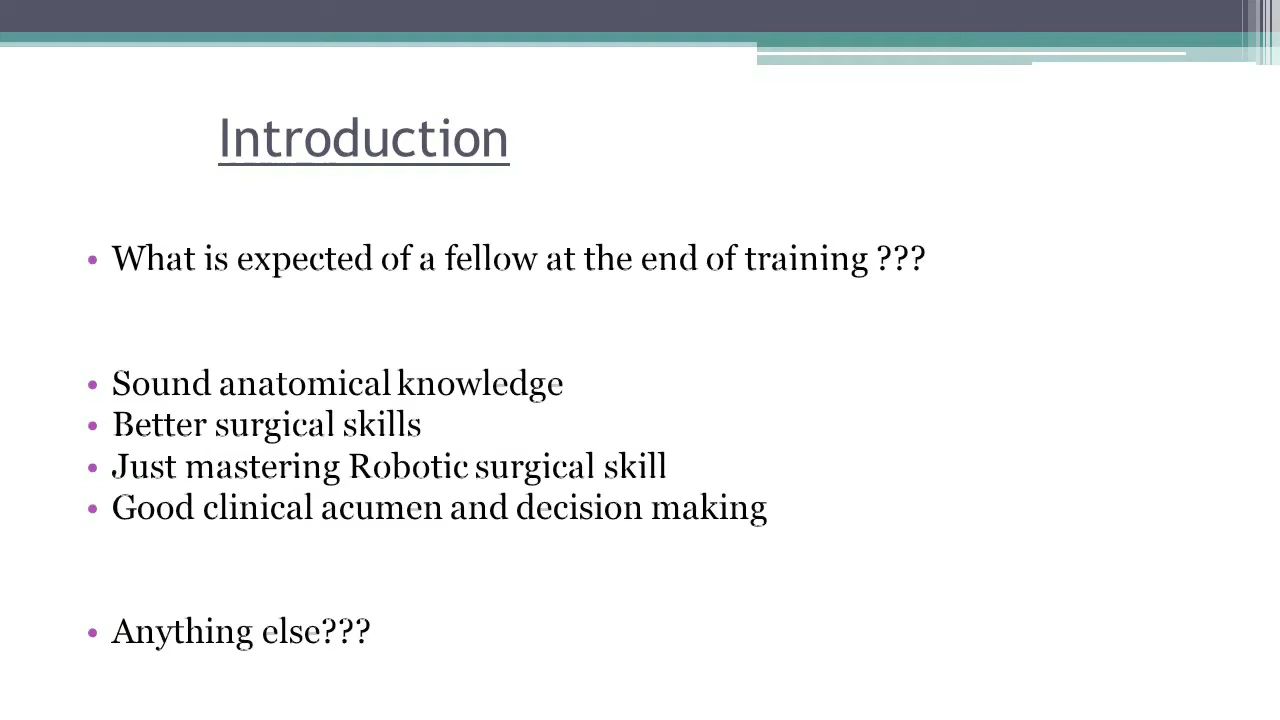 Introduction
• What is expected of a fellow at the end of training ???
• Sound anatomical knowledge
• Better surgical skills
• Just mastering Robotic surgical skill
• Good clinical acumen and decision making
• Anything else???